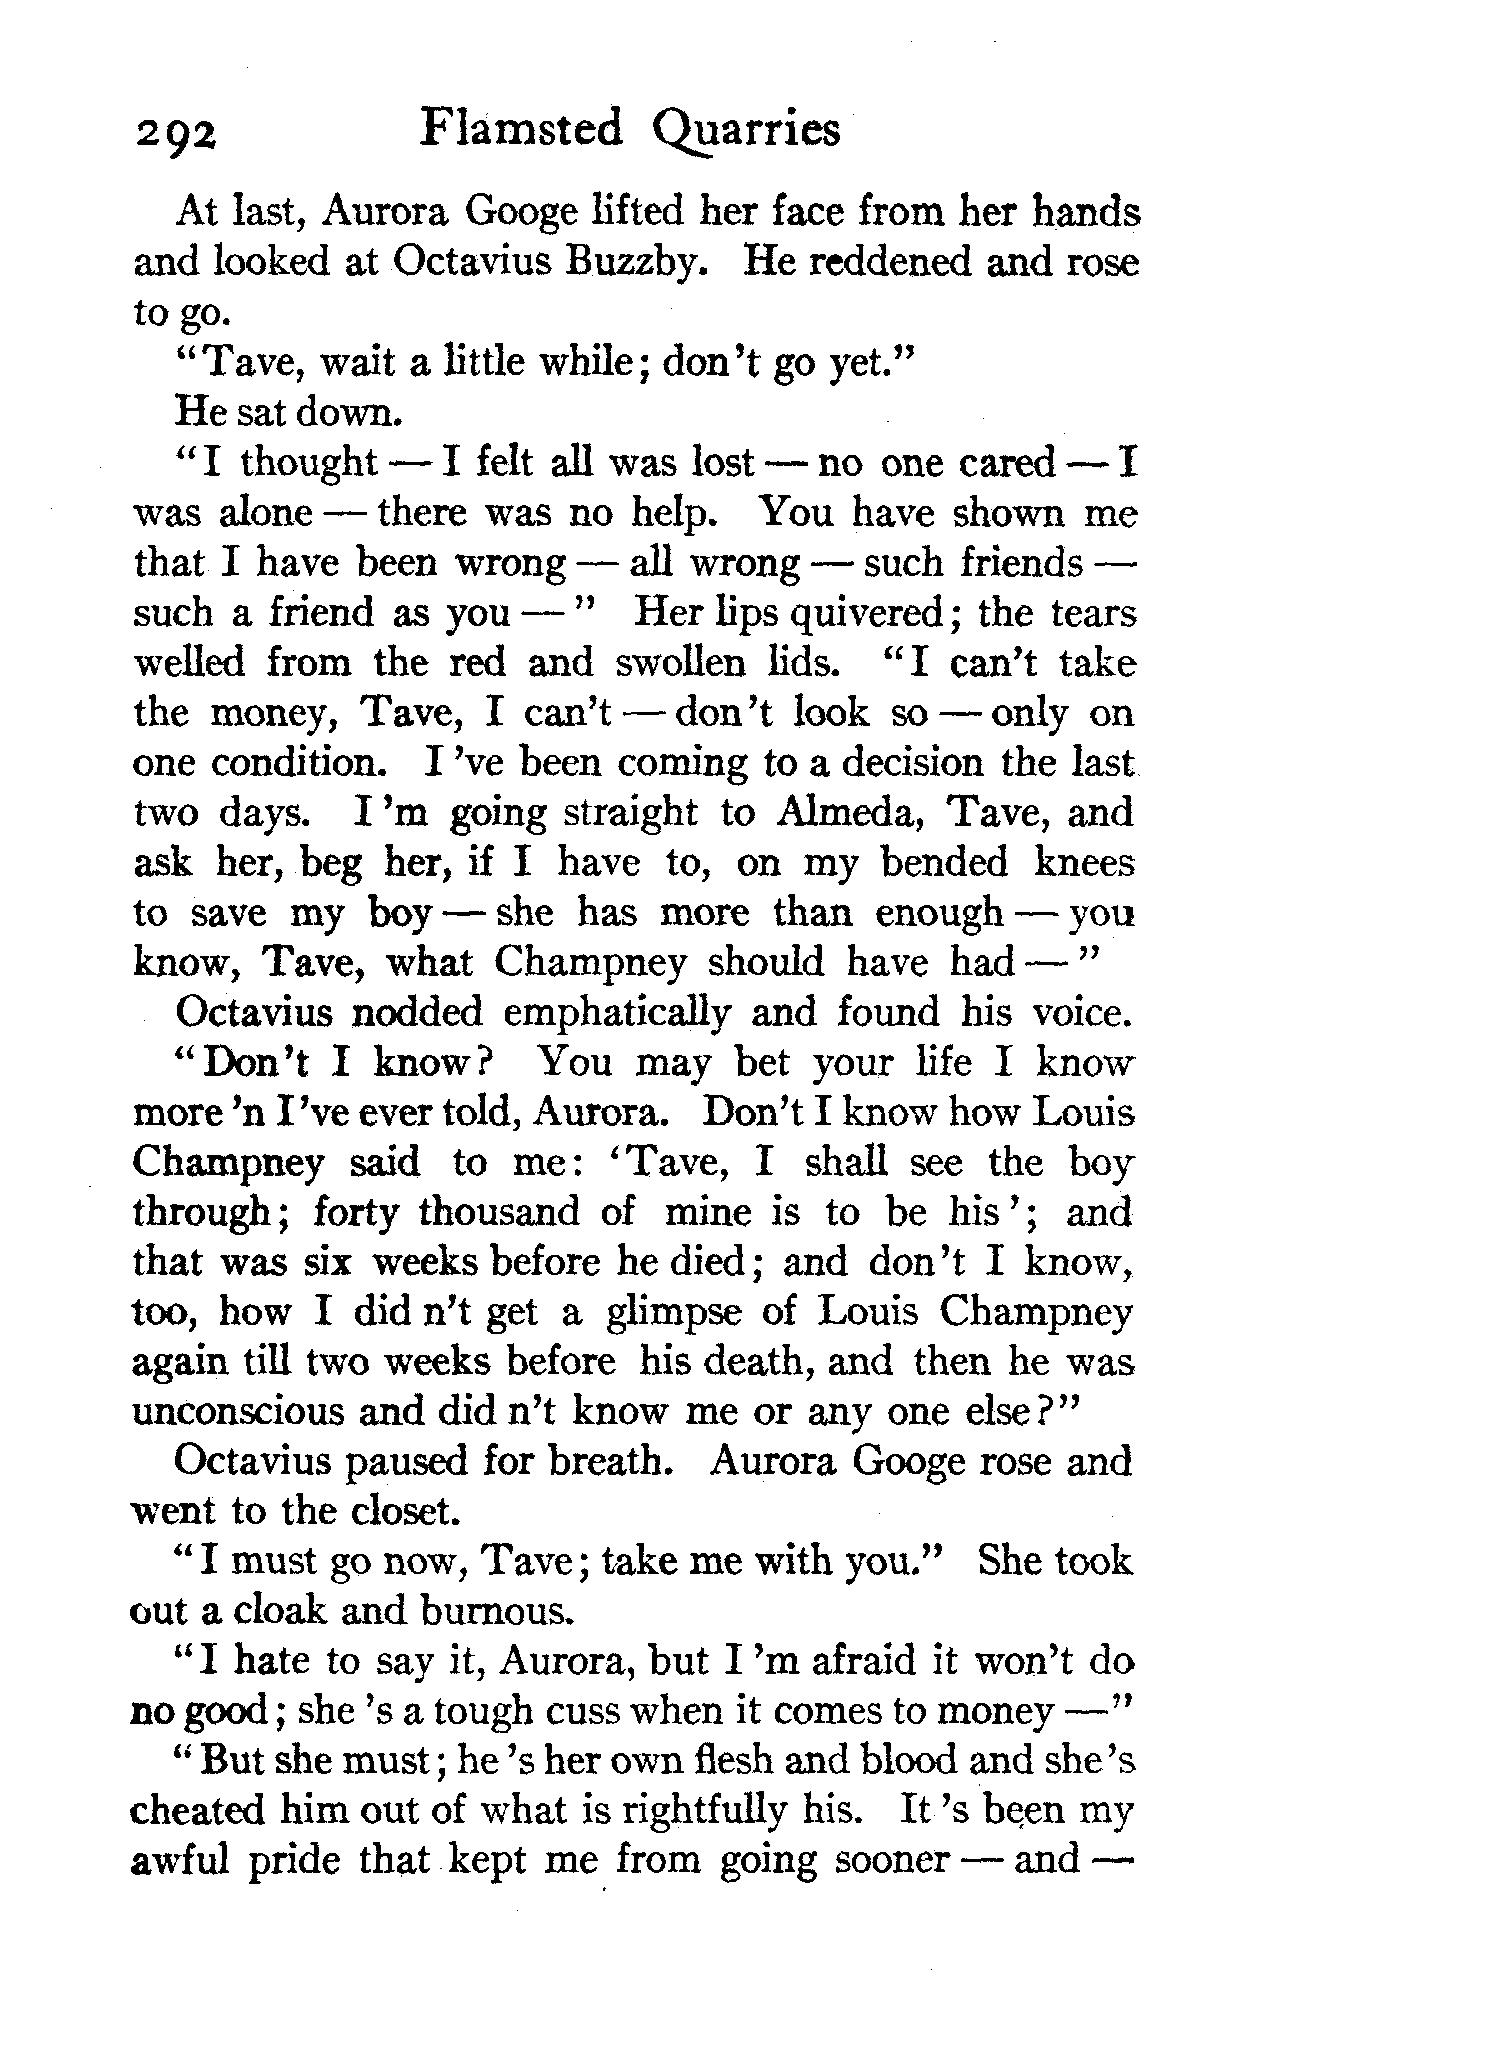 292 Flamsted Quarries
At last, Aurora Googe lifted her face from her hands
and looked at Octavius Buzzby. He reddened and rose
to go.
"Tave, wait a little while; don't go yet."
He sat down.
"I thought — I felt all was lost — no one cared — I
was alone — there was no help. You have shown me
that I have been wrong — all wrong — such friends —
such a friend as you — " Her lips quivered; the tears
welled from the red and swollen lids. "I can't take
the money, Tave, I can't — don't look so — only on
one condition. I 've been coming to a decision the last
two days. I 'm going straight to Almeda, Tave, and
ask her, beg her, if I have to, on my bended knees
to save my boy — she has more than enough — you
know, Tave, what Champney should have had — "
Octavius nodded emphatically and found his voice.
"Don't I know? You may bet your life I know
more 'n I've ever told, Aurora. Don't I know how Louis
Champney said to me: 'Tave, I shall see the boy
through; forty thousand of mine is to be his'; and
that was six weeks before he died; and don't I know,
too, how I did n't get a glimpse of Louis Champney
again till two weeks before his death, and then he was
unconscious and did n't know me or any one else?"
Octavius paused for breath. Aurora Googe rose and
went to the closet.
"I must go now, Tave; take me with you." She took
out a cloak and burnous.
"I hate to say it, Aurora, but I 'm afraid it won't do
no good; she 's a tough cuss when it comes to money —"
"But she must; he 's her own flesh and blood and she's
cheated him out of what is rightfully his. It 's been my
awful pride that kept me from going sooner — and —